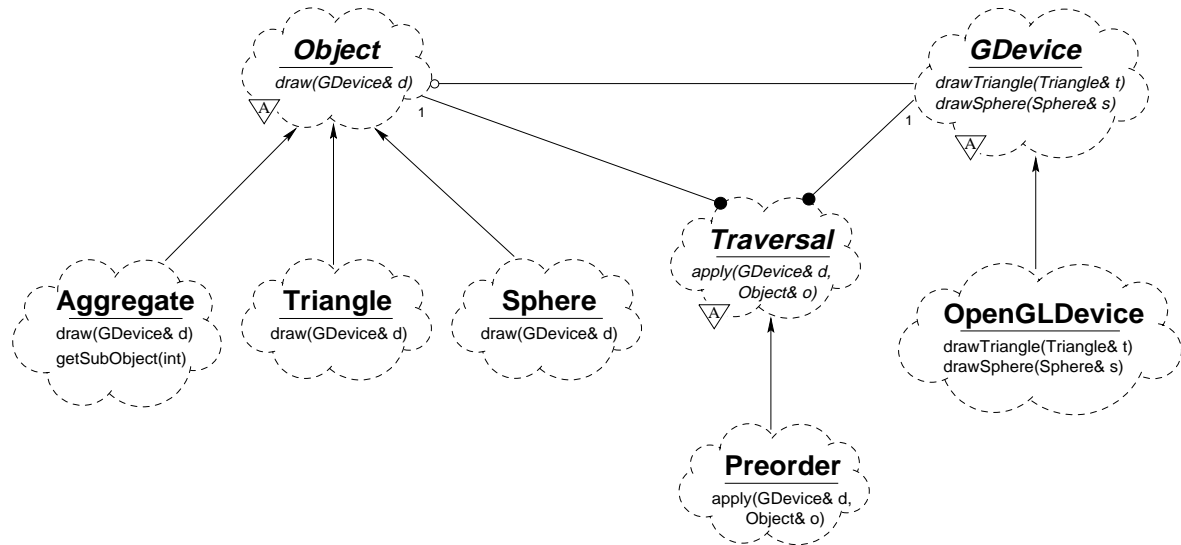 Object
draw(GDevice& d)
A
1
GDevice
drawTriangle(Triangle& t)
drawSphere(Sphere& s)
A
1
Traversal
apply(GDevice& d,
Object& o)
A
Aggregate
draw(GDevice& d)
getSubObject(int)
Triangle
draw(GDevice& d)
Sphere
draw(GDevice& d)
OpenGLDevice
drawTriangle(Triangle& t)
drawSphere(Sphere& s)
Preorder
apply(GDevice& d,
Object& o)